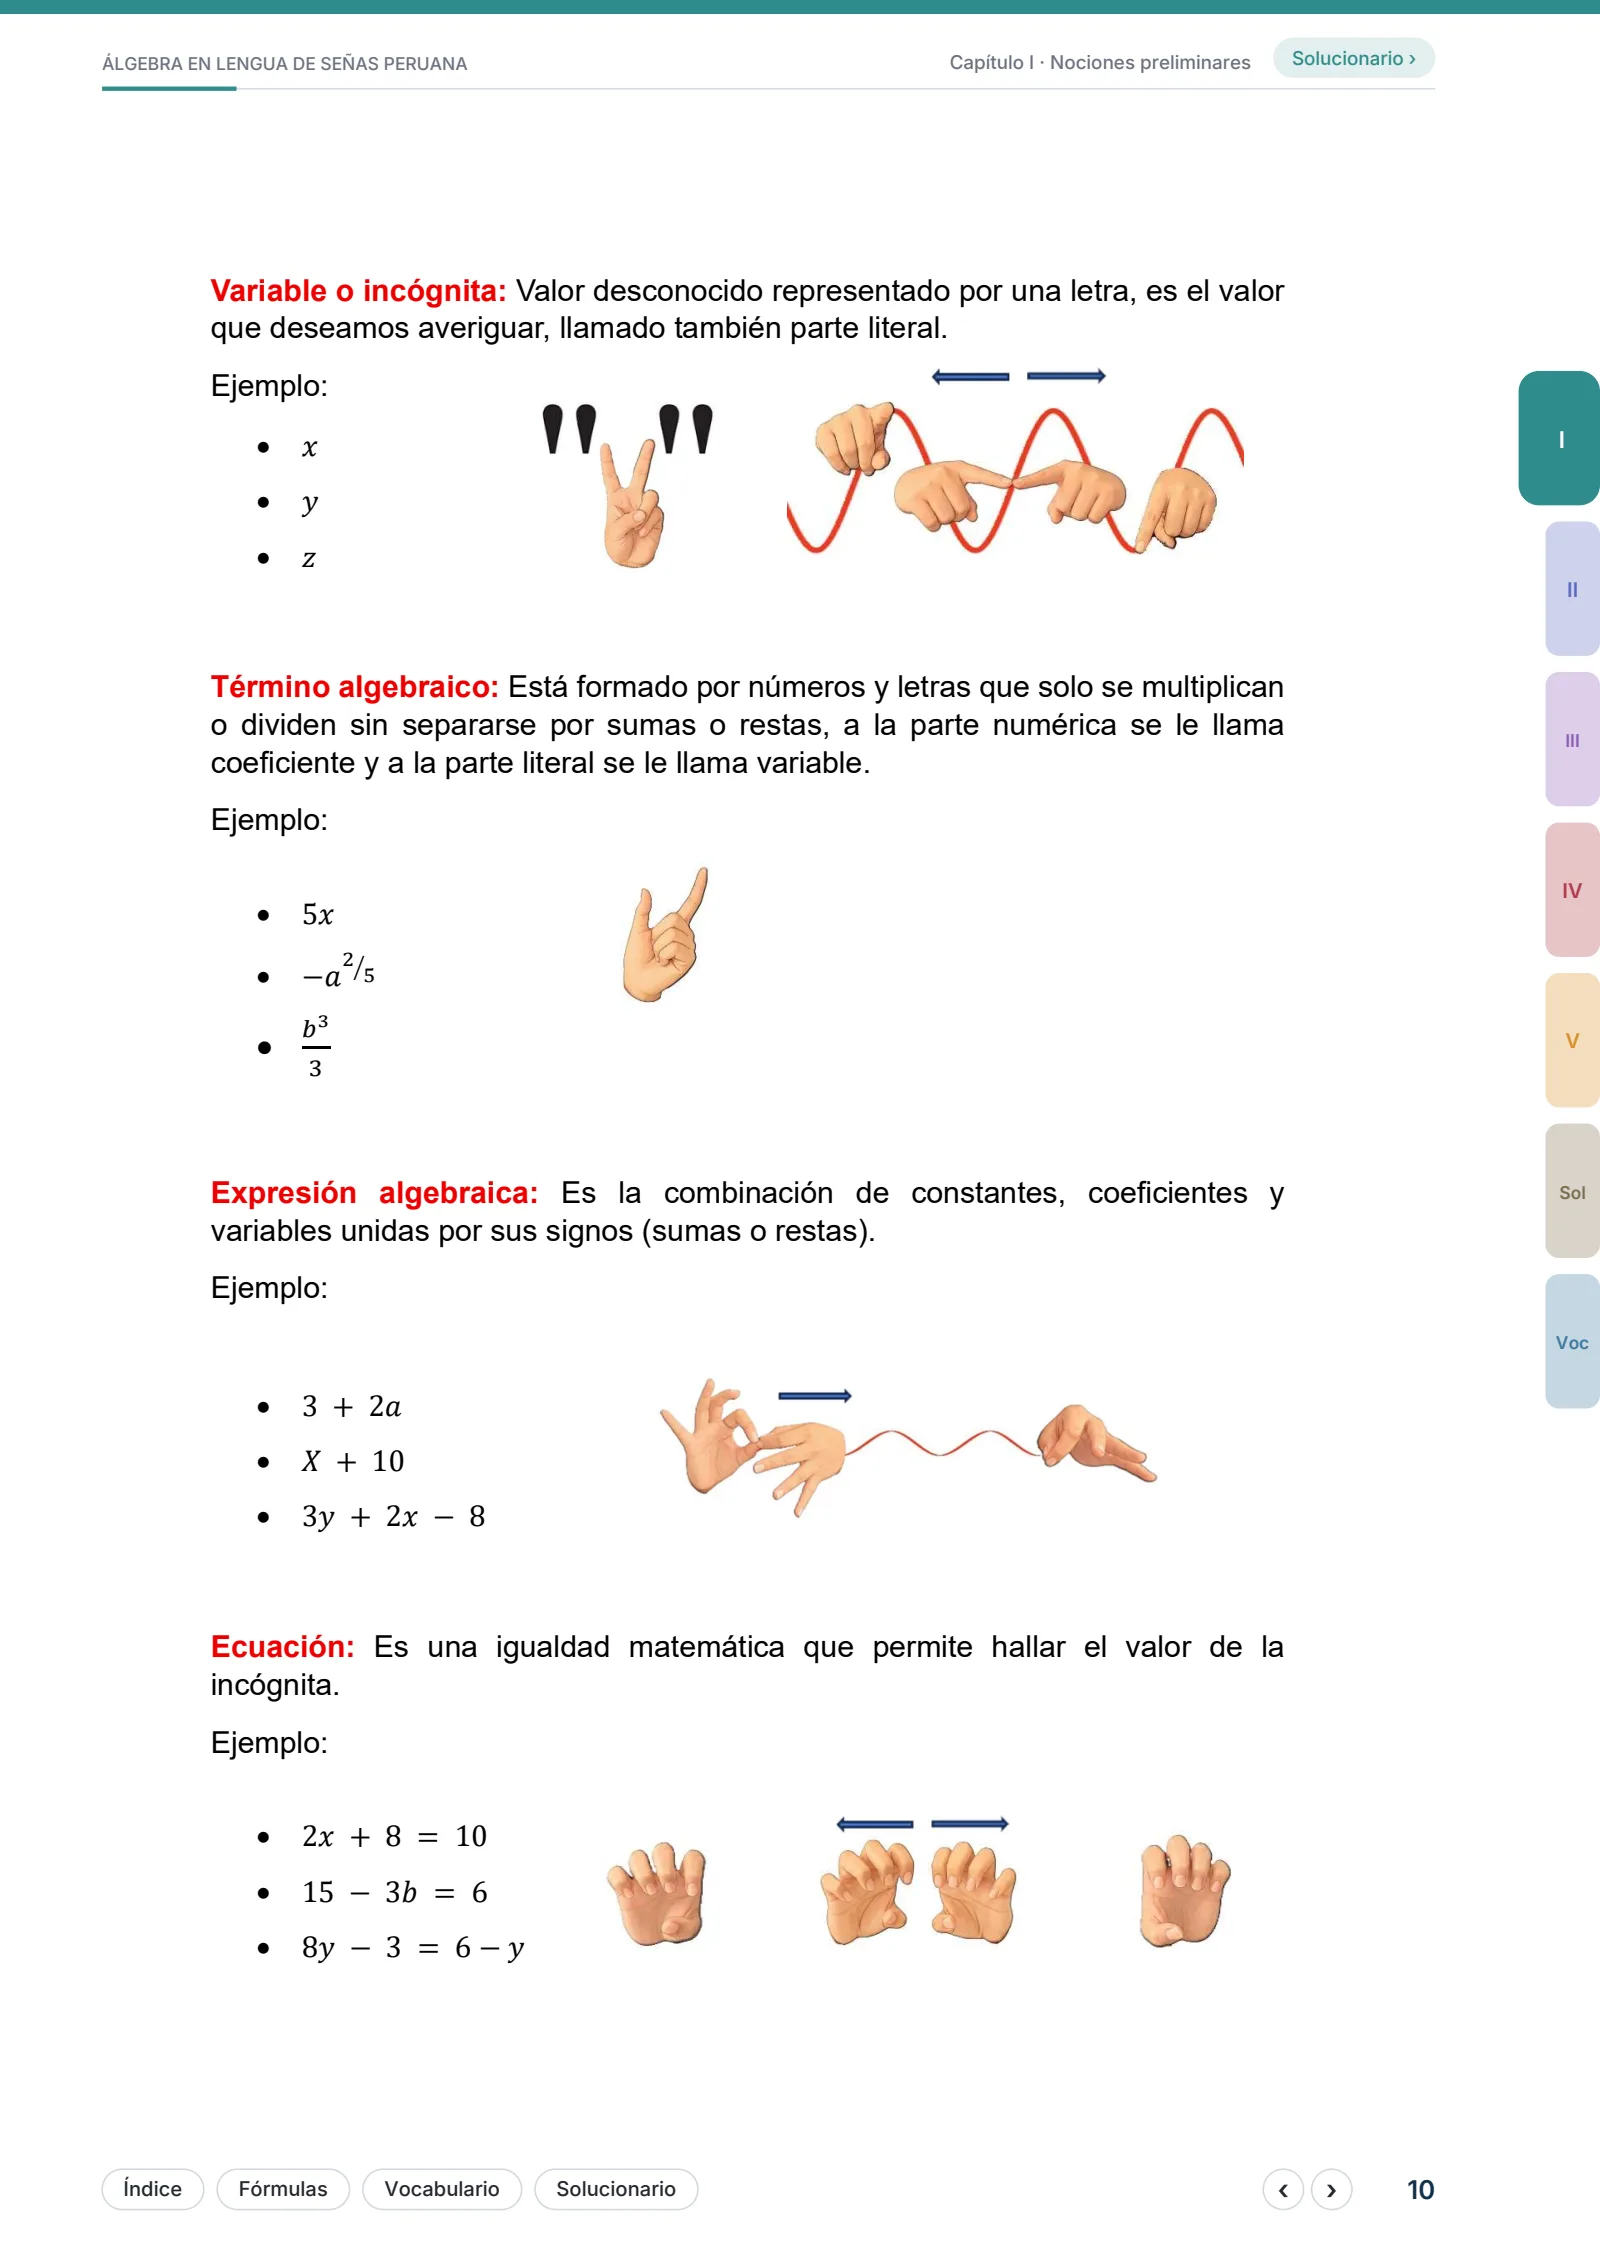 ÁLGEBRA EN LENGUA DE SEÑAS PERUANA
Capítulo I · Nociones preliminares
Solucionario ›
Variable o incógnita: Valor desconocido representado por una letra, es el valor
que deseamos averiguar, llamado también parte literal.
Ejemplo:
" "
• x
• y
• z
Término algebraico: Está formado por números y letras que solo se multiplican
o dividen sin separarse por sumas o restas, a la parte numérica se le llama
coeficiente y a la parte literal se le llama variable.
Ejemplo:
• 5x
• −a^2/5
• b³/3
Expresión algebraica: Es la combinación de constantes, coeficientes y
variables unidas por sus signos (sumas o restas).
Ejemplo:
• 3 + 2a
• X + 10
• 3y + 2x − 8
Ecuación: Es una igualdad matemática que permite hallar el valor de la
incógnita.
Ejemplo:
• 2x + 8 = 10
• 15 − 3b = 6
• 8y − 3 = 6 − y
I
II
III
IV
V
Sol
Voc
Índice
Fórmulas
Vocabulario
Solucionario
‹ ›
10